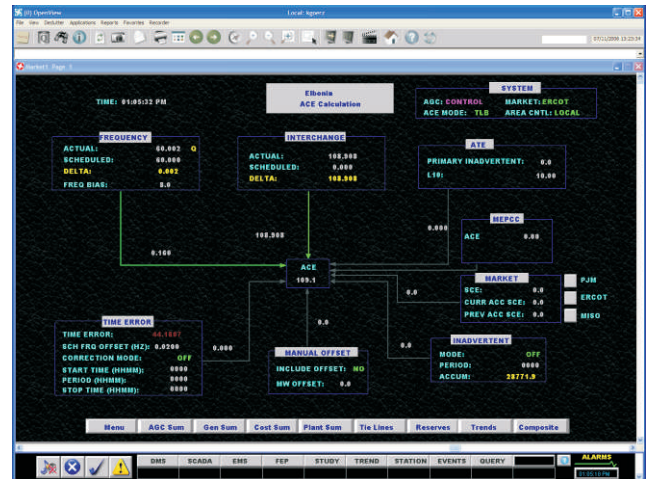 [0] OpenView
Local: bgeerz
File View Declutter Applications Reports Favorites Recorder
Market1 Page 1
TIME: 01:05:32 PM
Elbonia
ACE Calculation
SYSTEM
AGC: CONTROL MARKET: ERCOT
ACE MODE: TLB AREA CNTL: LOCAL
FREQUENCY
ACTUAL: 60.002 G
SCHEDULED: 60.000
DELTA: 0.002
FREQ BIAS: 5.0
INTERCHANGE
ACTUAL: 108.908
SCHEDULED: 0.000
DELTA: 108.908
ATE
PRIMARY INADVERTENT: 0.0
L10: 10.00
0.100
108.908
0.000
MEPCC
ACE 0.00
ACE
109.1
MARKET
SCE: 0.0
CURR ACC SCE: 0.0
PREV ACC SCE: 0.0
PJM
ERCOT
MISO
0.0
TIME ERROR
TIME ERROR:
SCH FRQ OFFSET (HZ): 0.0200
CORRECTION MODE: OFF
START TIME (HHMM): 0000
PERIOD (HHMM): 0000
STOP TIME (HHMM): 0000
0.000
0.0
MANUAL OFFSET
INCLUDE OFFSET: NO
MW OFFSET: 0.0
0.0
INADVERTENT
MODE: OFF
PERIOD: 0000
ACCUM: 28771.9
Menu AGC Sum Gen Sum Cost Sum Plant Sum Tie Lines Reserves Trends Composite
DMS SCADA EMS FEP STUDY TREND STATION EVENTS QUERY
ALARMS
01:05:10 PM